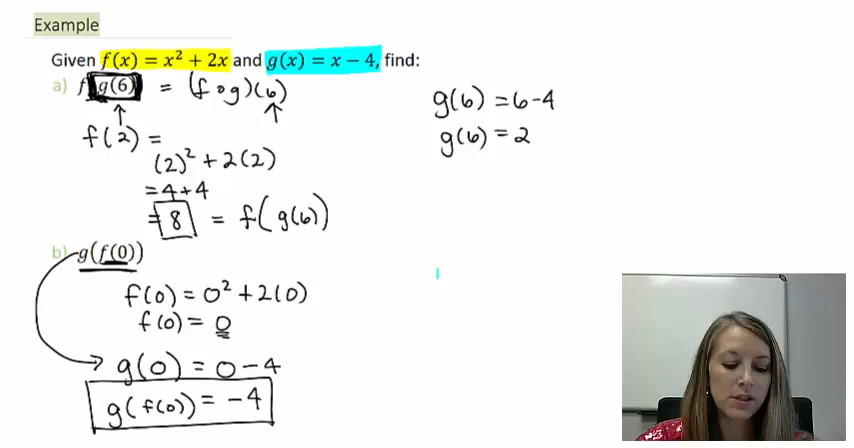 Example
Given f(x) = x² + 2x and g(x) = x − 4, find:
a) f(g(6)) = (f∘g)(6)
f(2) =
(2)² + 2(2)
= 4 + 4
= 8 = f(g(6))
g(6) = 6-4
g(6) = 2
b) g(f(0))
f(0) = 0² + 2(0)
f(0) = 0
g(0) = 0 - 4
g(f(0)) = -4